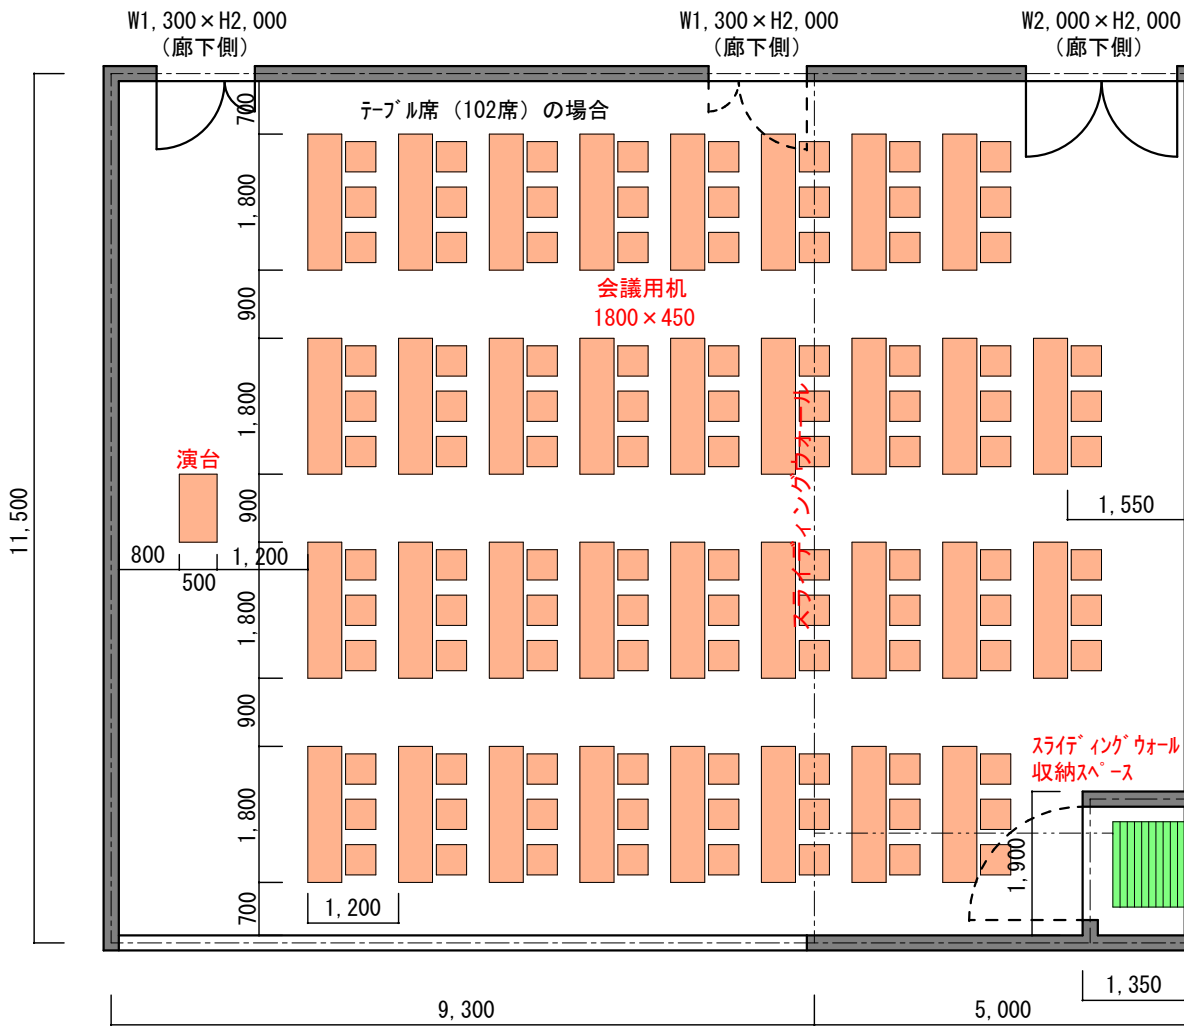 W1,300×H2,000
(廊下側)
W1,300×H2,000
(廊下側)
W2,000×H2,000
(廊下側)
テーブル席（102席）の場合
700
1,800
900
1,800
900
1,800
900
1,800
700
会議用机
1800×450
スライディングウォール
演台
11,500
800
500
1,200
1,550
スライディングウォール
収納スペース
1,900
1,200
1,350
9,300
5,000